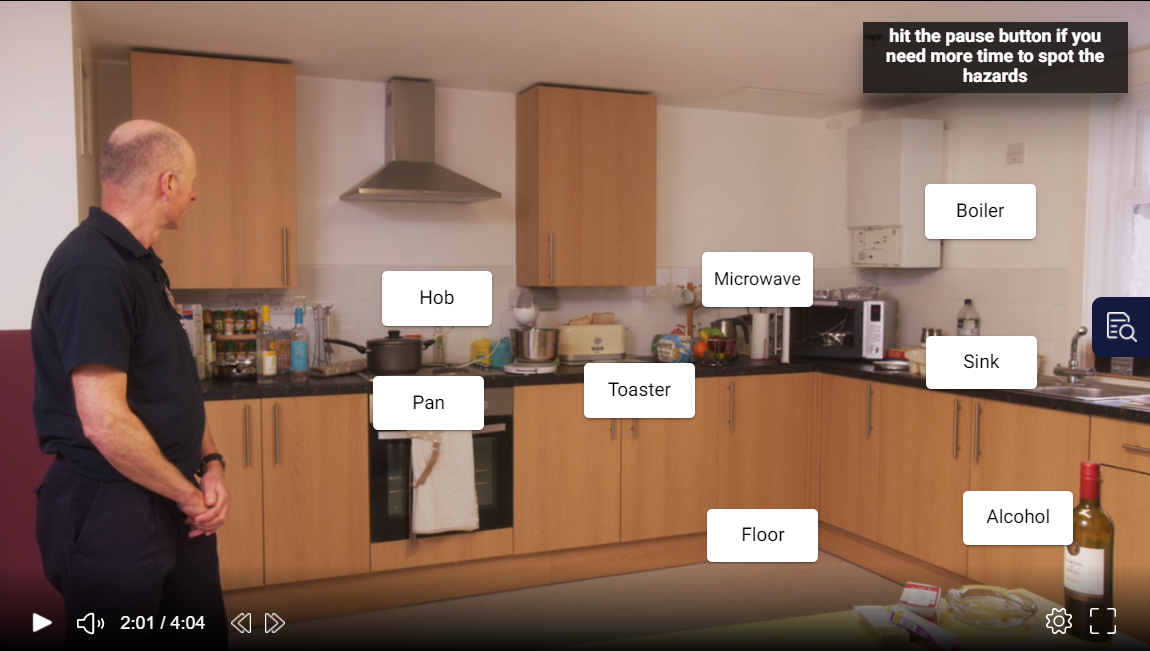 hit the pause button if you
need more time to spot the
hazards
Boiler
Microwave
Hob
Sink
Toaster
Pan
Alcohol
Floor
2:01 / 4:04